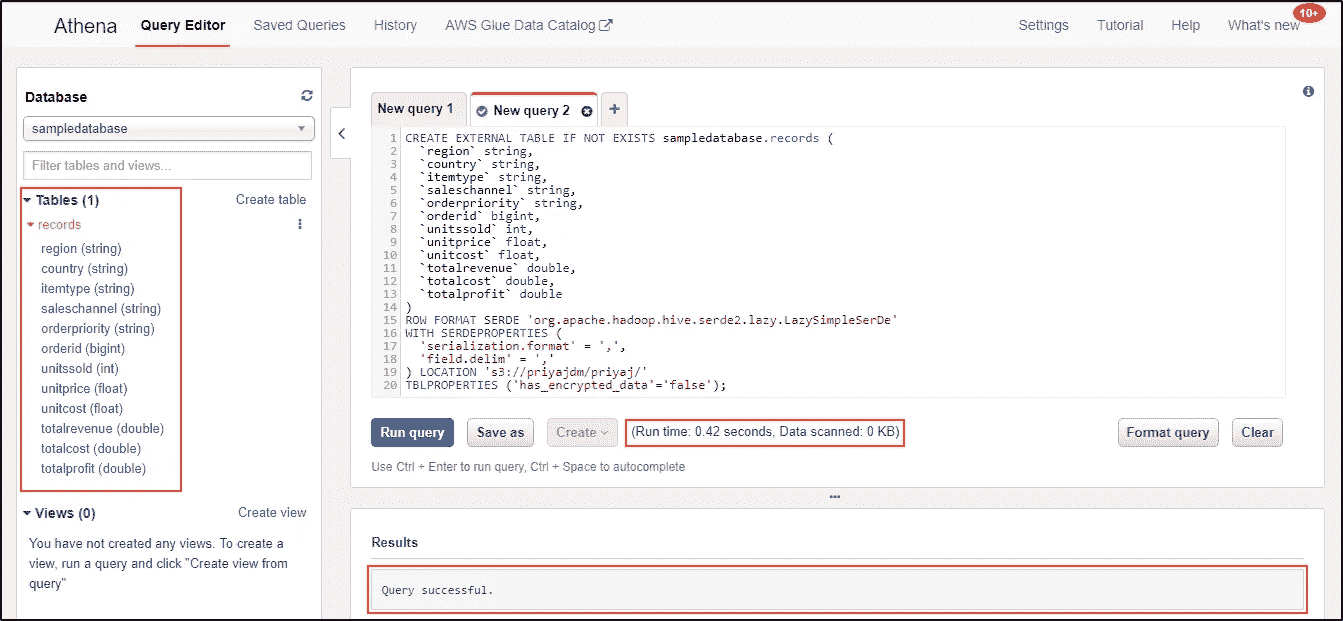 Athena Query Editor Saved Queries History AWS Glue Data Catalog Settings Tutorial Help What's new 10+
Database
sampledatabase
Filter tables and views...
Tables (1) Create table
records
region (string)
country (string)
itemtype (string)
saleschannel (string)
orderpriority (string)
orderid (bigint)
unitssold (int)
unitprice (float)
unitcost (float)
totalrevenue (double)
totalcost (double)
totalprofit (double)
Views (0) Create view
You have not created any views. To create a
view, run a query and click "Create view from
query"
New query 1 New query 2 +
1 CREATE EXTERNAL TABLE IF NOT EXISTS sampledatabase.records (
2 `region` string,
3 `country` string,
4 `itemtype` string,
5 `saleschannel` string,
6 `orderpriority` string,
7 `orderid` bigint,
8 `unitssold` int,
9 `unitprice` float,
10 `unitcost` float,
11 `totalrevenue` double,
12 `totalcost` double,
13 `totalprofit` double
14 )
15 ROW FORMAT SERDE 'org.apache.hadoop.hive.serde2.lazy.LazySimpleSerDe'
16 WITH SERDEPROPERTIES (
17 'serialization.format' = ',',
18 'field.delim' = ','
19 ) LOCATION 's3://priyajdm/priyaj/'
20 TBLPROPERTIES ('has_encrypted_data'='false');
Run query Save as Create (Run time: 0.42 seconds, Data scanned: 0 KB) Format query Clear
Use Ctrl + Enter to run query, Ctrl + Space to autocomplete
Results
Query successful.